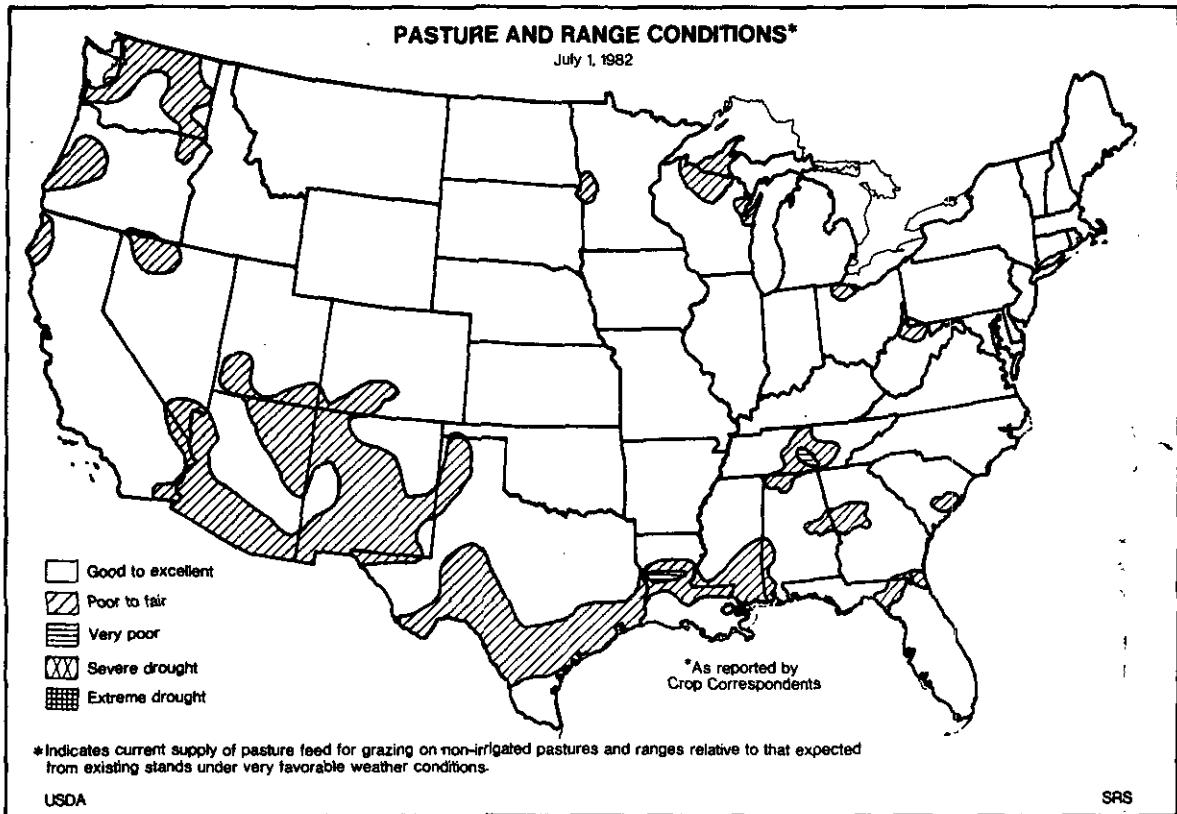 PASTURE AND RANGE CONDITIONS*
July 1, 1982
Good to excellent
Poor to fair
Very poor
Severe drought
Extreme drought
*As reported by
Crop Correspondents
*Indicates current supply of pasture feed for grazing on non-irrigated pastures and ranges relative to that expected
from existing stands under very favorable weather conditions.
USDA
SRS